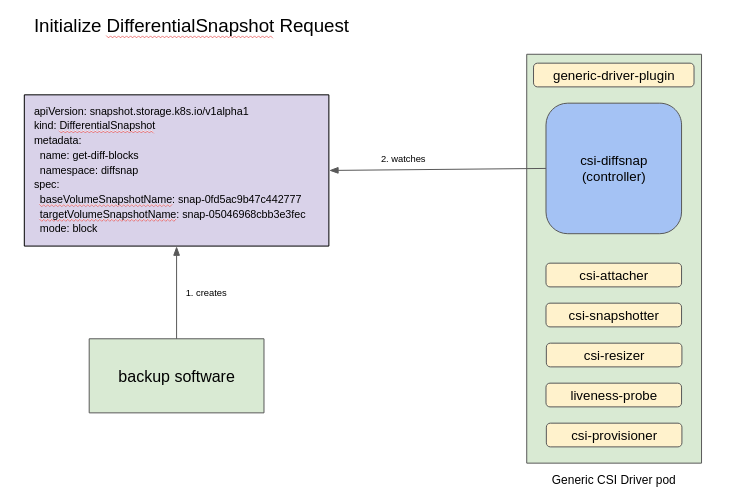 Initialize DifferentialSnapshot Request
apiVersion: snapshot.storage.k8s.io/v1alpha1
kind: DifferentialSnapshot
metadata:
  name: get-diff-blocks
  namespace: diffsnap
spec:
  baseVolumeSnapshotName: snap-0fd5ac9b47c442777
  targetVolumeSnapshotName: snap-05046968cbb3e3fec
  mode: block
1. creates
backup software
2. watches
generic-driver-plugin
csi-diffsnap
(controller)
csi-attacher
csi-snapshotter
csi-resizer
liveness-probe
csi-provisioner
Generic CSI Driver pod